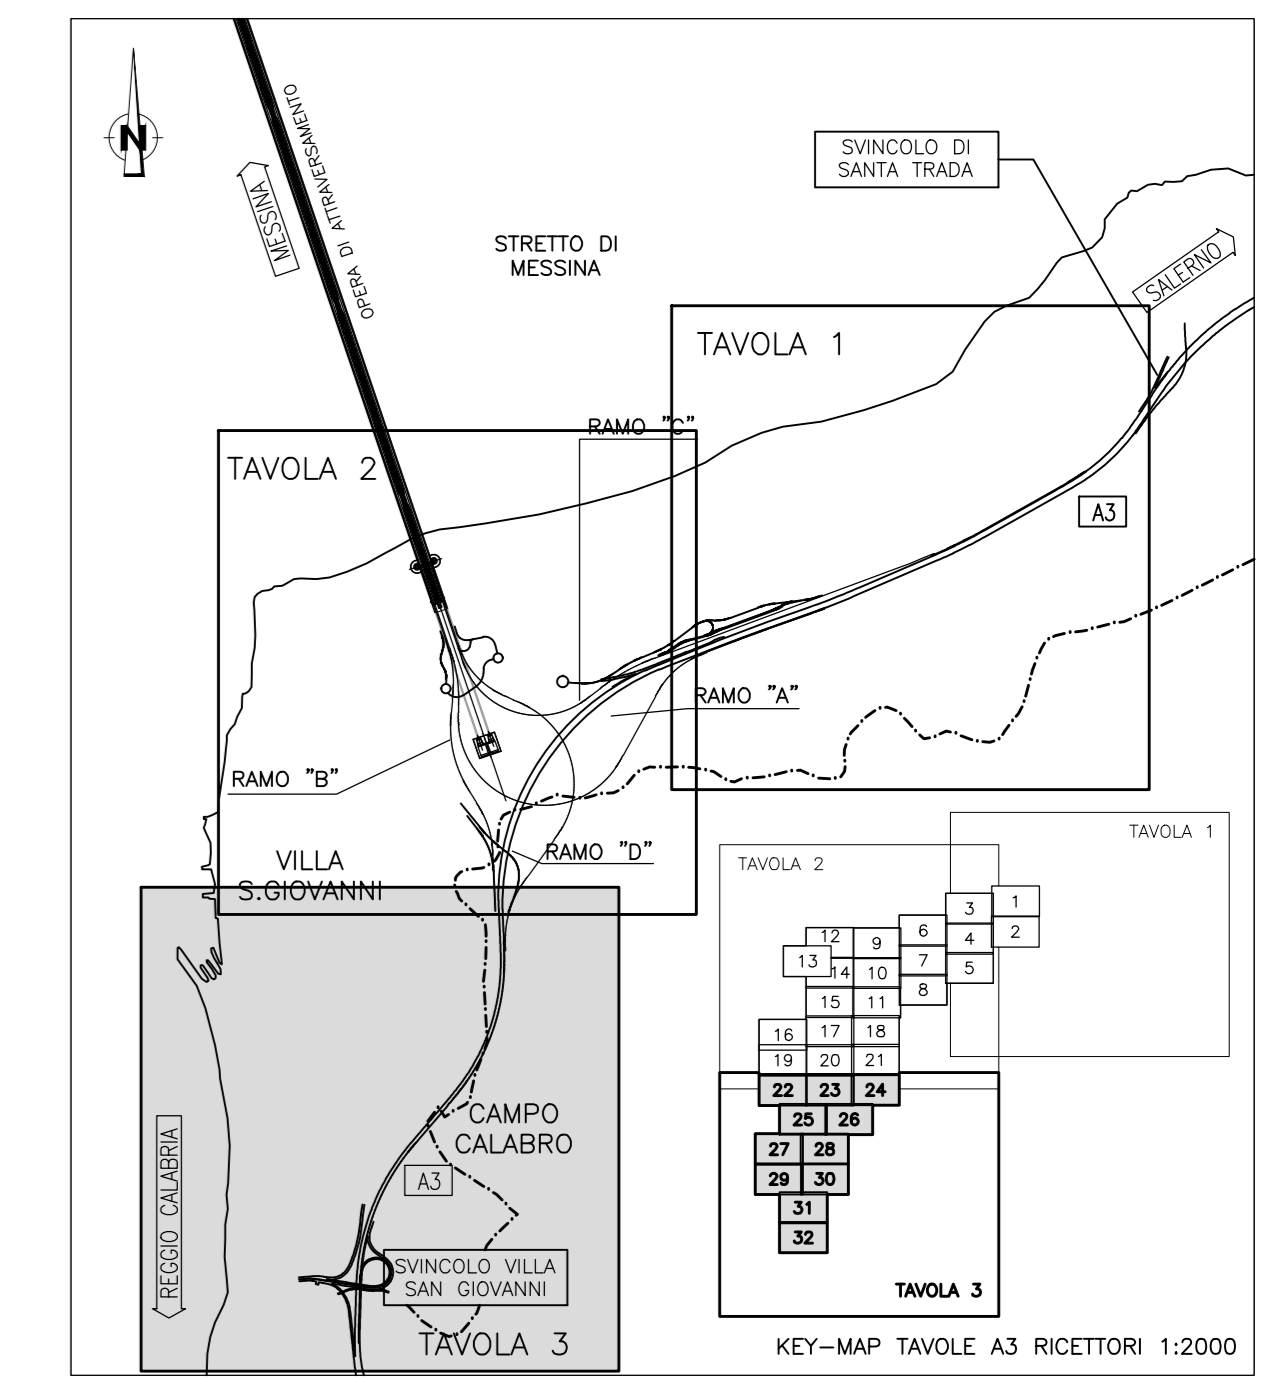 N
MESSINA
OPERA DI ATTRAVERSAMENTO
STRETTO DI
MESSINA
SVINCOLO DI
SANTA TRADA
SALERNO
TAVOLA 1
RAMO "C"
TAVOLA 2
A3
RAMO "A"
RAMO "B"
RAMO "D"
VILLA
S.GIOVANNI
CAMPO
CALABRO
A3
REGGIO CALABRIA
SVINCOLO VILLA
SAN GIOVANNI
TAVOLA 3
TAVOLA 1
TAVOLA 2
1
3
2
6
4
12
9
13
7
5
14
10
8
15
11
16
17
18
19
20
21
22
23
24
25
26
27
28
29
30
31
32
TAVOLA 3
KEY-MAP TAVOLE A3 RICETTORI 1:2000